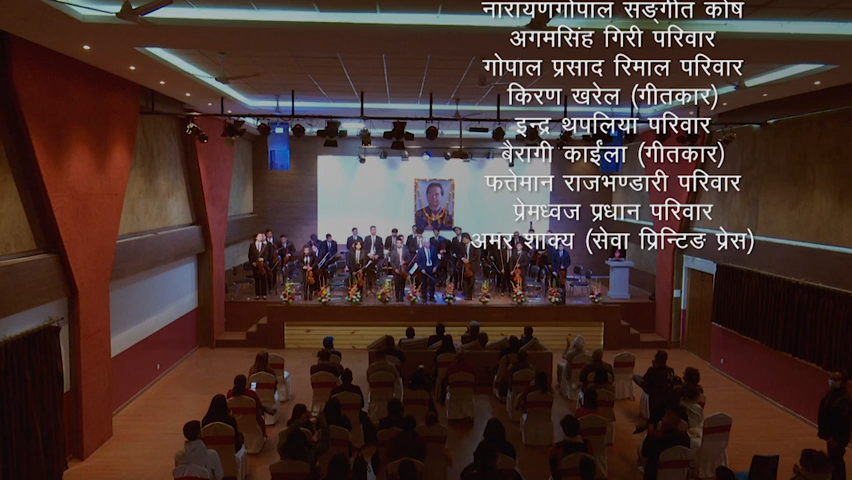 नारायणगोपाल सङ्गीत कोष
अगमसिंह गिरी परिवार
गोपाल प्रसाद रिमाल परिवार
किरण खरेल (गीतकार)
इन्द्र थपलिया परिवार
बैरागी काईंला (गीतकार)
फत्तेमान राजभण्डारी परिवार
प्रेमध्वज प्रधान परिवार
अमर शाक्य (सेवा प्रिन्टिङ प्रेस)